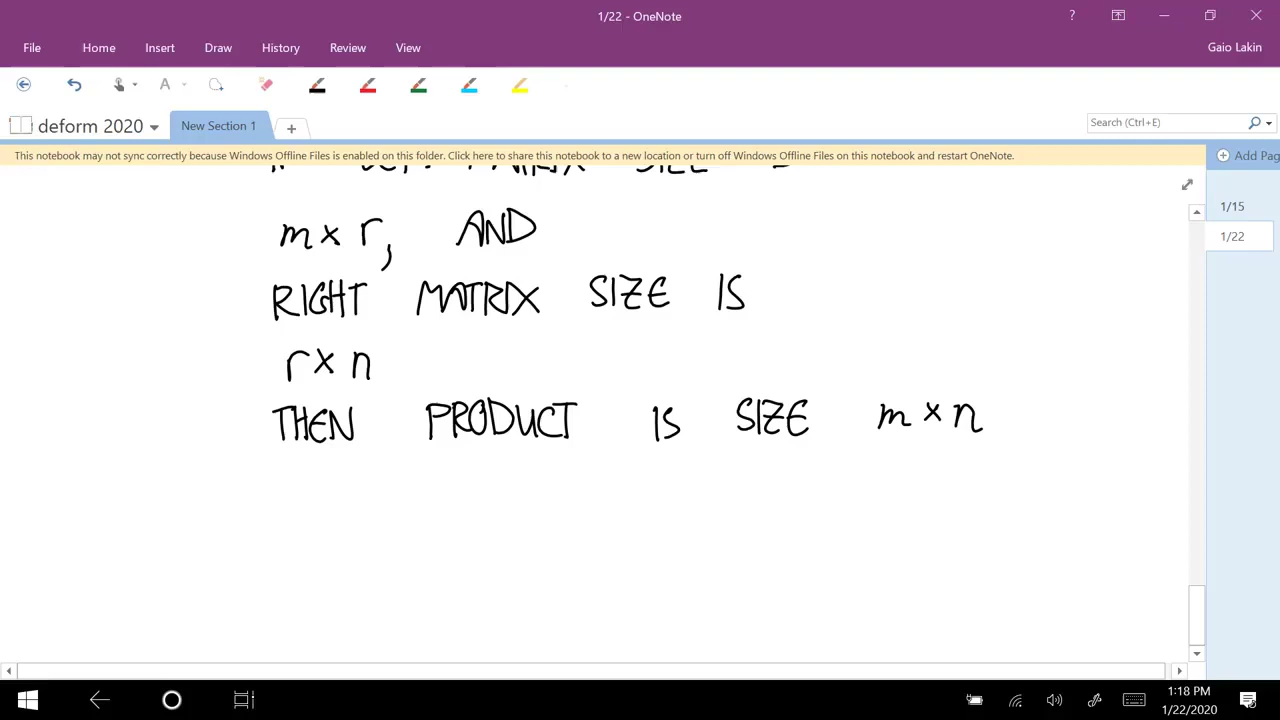 1/22 - OneNote
?
File Home Insert Draw History Review View
Gaio Lakin
A
deform 2020
New Section 1
+
Search (Ctrl+E)
This notebook may not sync correctly because Windows Offline Files is enabled on this folder. Click here to share this notebook to a new location or turn off Windows Offline Files on this notebook and restart OneNote.
Add Pag
1/15
1/22
MATRIX SIZE
m × r, AND
RIGHT MATRIX SIZE IS
r × n
THEN PRODUCT IS SIZE m × n
1:18 PM
1/22/2020